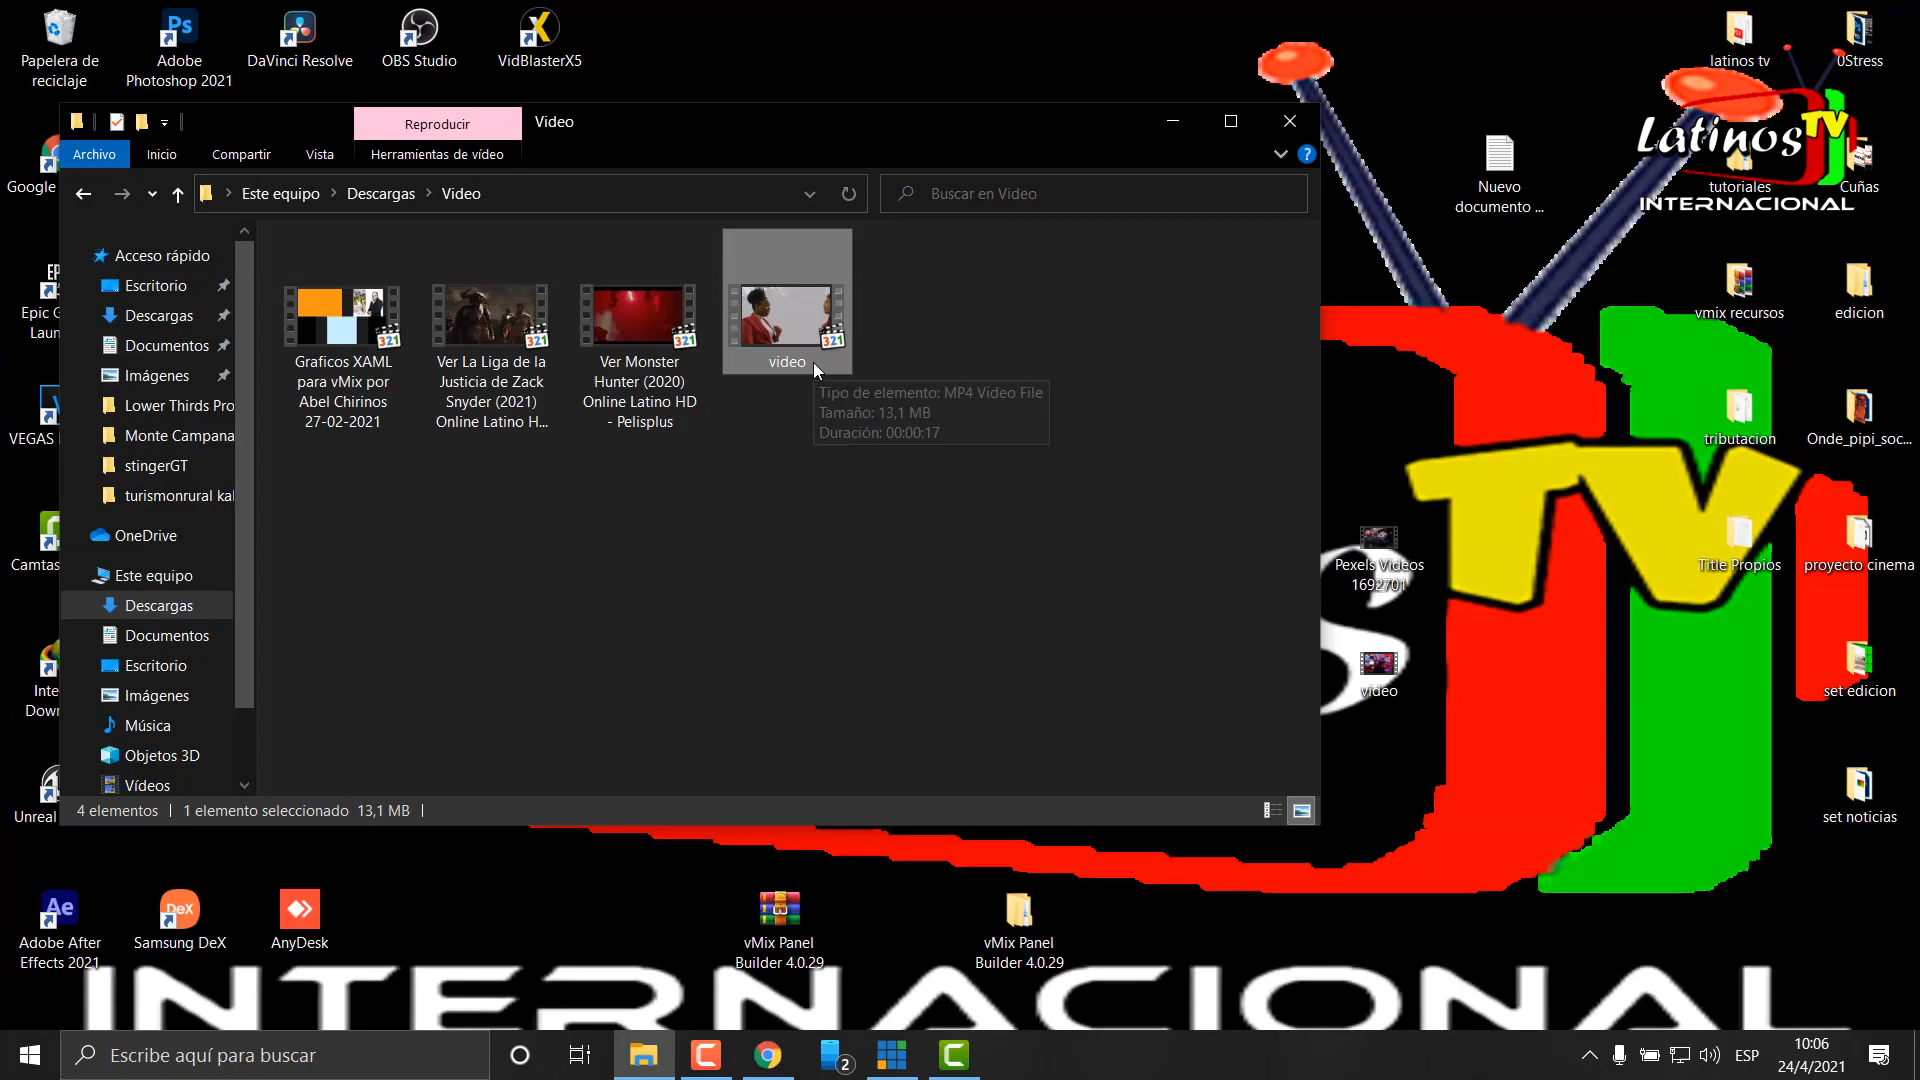 Papelera de
reciclaje
Adobe
Photoshop 2021
DaVinci Resolve
OBS Studio
VidBlasterX5
latinos tv
0Stress
Reproducir
Video
Archivo
Inicio
Compartir
Vista
Herramientas de vídeo
Este equipo
Descargas
Video
Buscar en Video
Google
Nuevo
documento ...
tutoriales
Cuñas
Latinos TV
INTERNACIONAL
Acceso rápido
Escritorio
Descargas
Documentos
Imágenes
Lower Thirds Pro
Monte Campana
stingerGT
turismonrural kal
OneDrive
Este equipo
Descargas
Documentos
Escritorio
Imágenes
Música
Objetos 3D
Vídeos
Graficos XAML
para vMix por
Abel Chirinos
27-02-2021
Ver La Liga de la
Justicia de Zack
Snyder (2021)
Online Latino H...
Ver Monster
Hunter (2020)
Online Latino HD
- Pelisplus
video
Tipo de elemento: MP4 Video File
Tamaño: 13,1 MB
Duración: 00:00:17
Epic G
Laun
VEGAS
Camtas
Inte
Down
Unreal
vmix recursos
edicion
tributacion
Onde_pipi_soc...
Pexels Videos
1692701
Title Propios
proyecto cinema
video
set edicion
set noticias
TV
4 elementos
1 elemento seleccionado 13,1 MB
Adobe After
Effects 2021
Samsung DeX
AnyDesk
vMix Panel
Builder 4.0.29
vMix Panel
Builder 4.0.29
INTERNACIONAL
Escribe aquí para buscar
2
ESP
10:06
24/4/2021